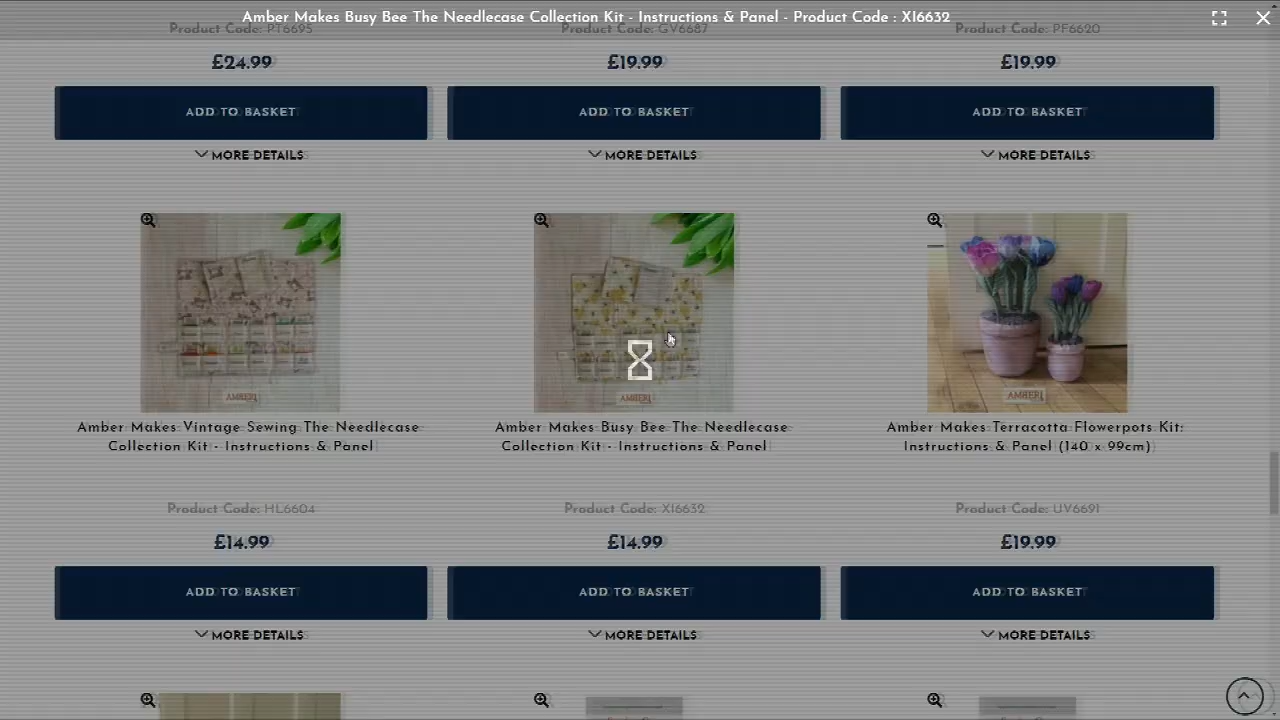 Amber Makes Busy Bee The Needlecase Collection Kit - Instructions & Panel - Product Code : XI6632
Product Code: PT6695
Product Code: GV6687
Product Code: PF6620
£24.99
£19.99
£19.99
ADD TO BASKET
ADD TO BASKET
ADD TO BASKET
MORE DETAILS
MORE DETAILS
MORE DETAILS
AMBER
AMBER
AMBER
Amber Makes Vintage Sewing The Needlecase
Collection Kit - Instructions & Panel
Amber Makes Busy Bee The Needlecase
Collection Kit - Instructions & Panel
Amber Makes Terracotta Flowerpots Kit:
Instructions & Panel (140 x 99cm)
Product Code: HL6604
Product Code: XI6632
Product Code: UV6691
£14.99
£14.99
£19.99
ADD TO BASKET
ADD TO BASKET
ADD TO BASKET
MORE DETAILS
MORE DETAILS
MORE DETAILS